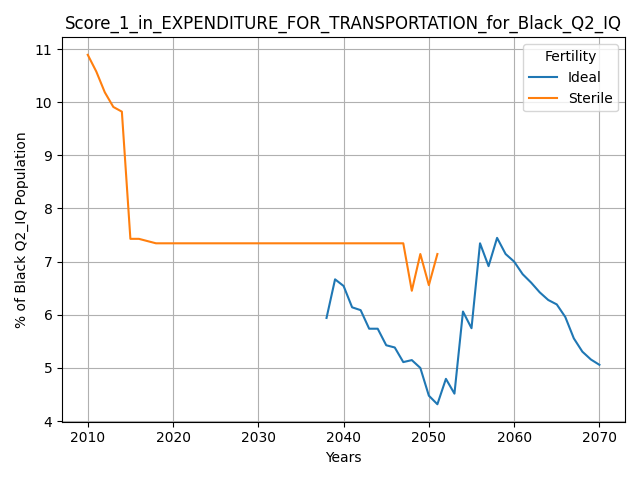 Score_1_in_EXPENDITURE_FOR_TRANSPORTATION_for_Black_Q2_IQ
Fertility
Ideal
Sterile
% of Black Q2_IQ Population
11
10
9
8
7
6
5
4
2010 2020 2030 2040 2050 2060 2070
Years